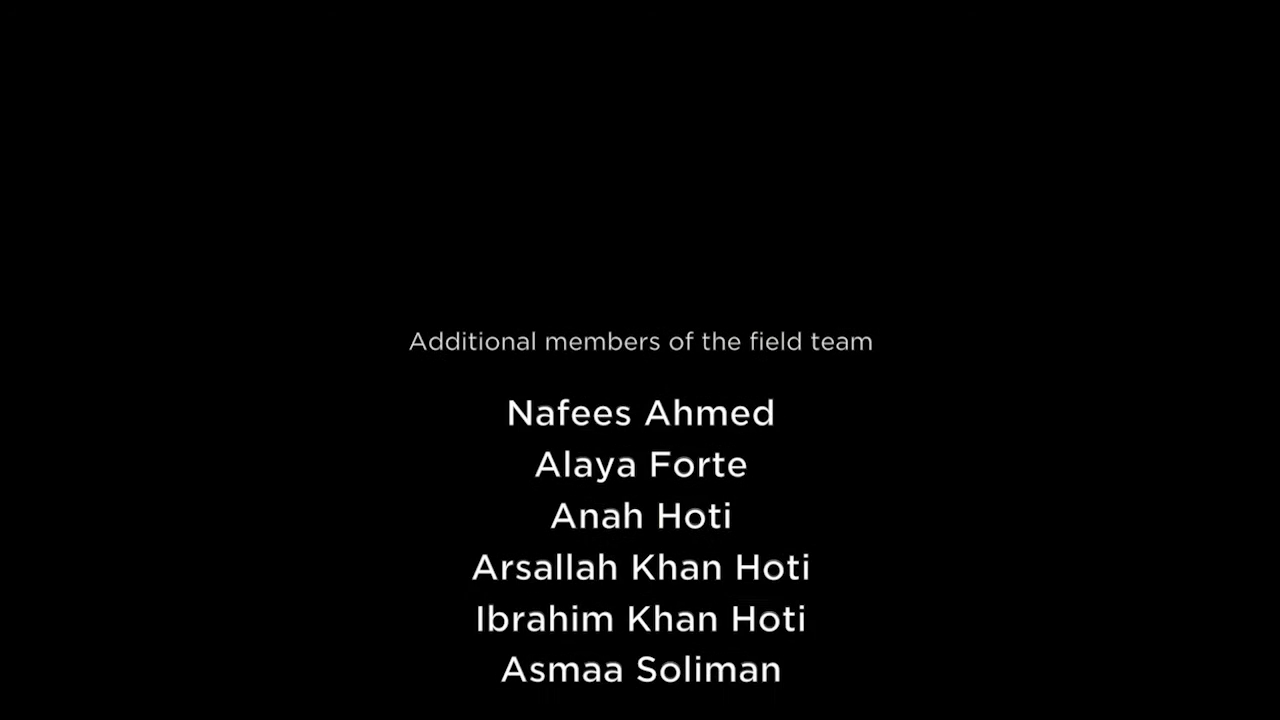 Additional members of the field team
Nafees Ahmed
Alaya Forte
Anah Hoti
Arsallah Khan Hoti
Ibrahim Khan Hoti
Asmaa Soliman